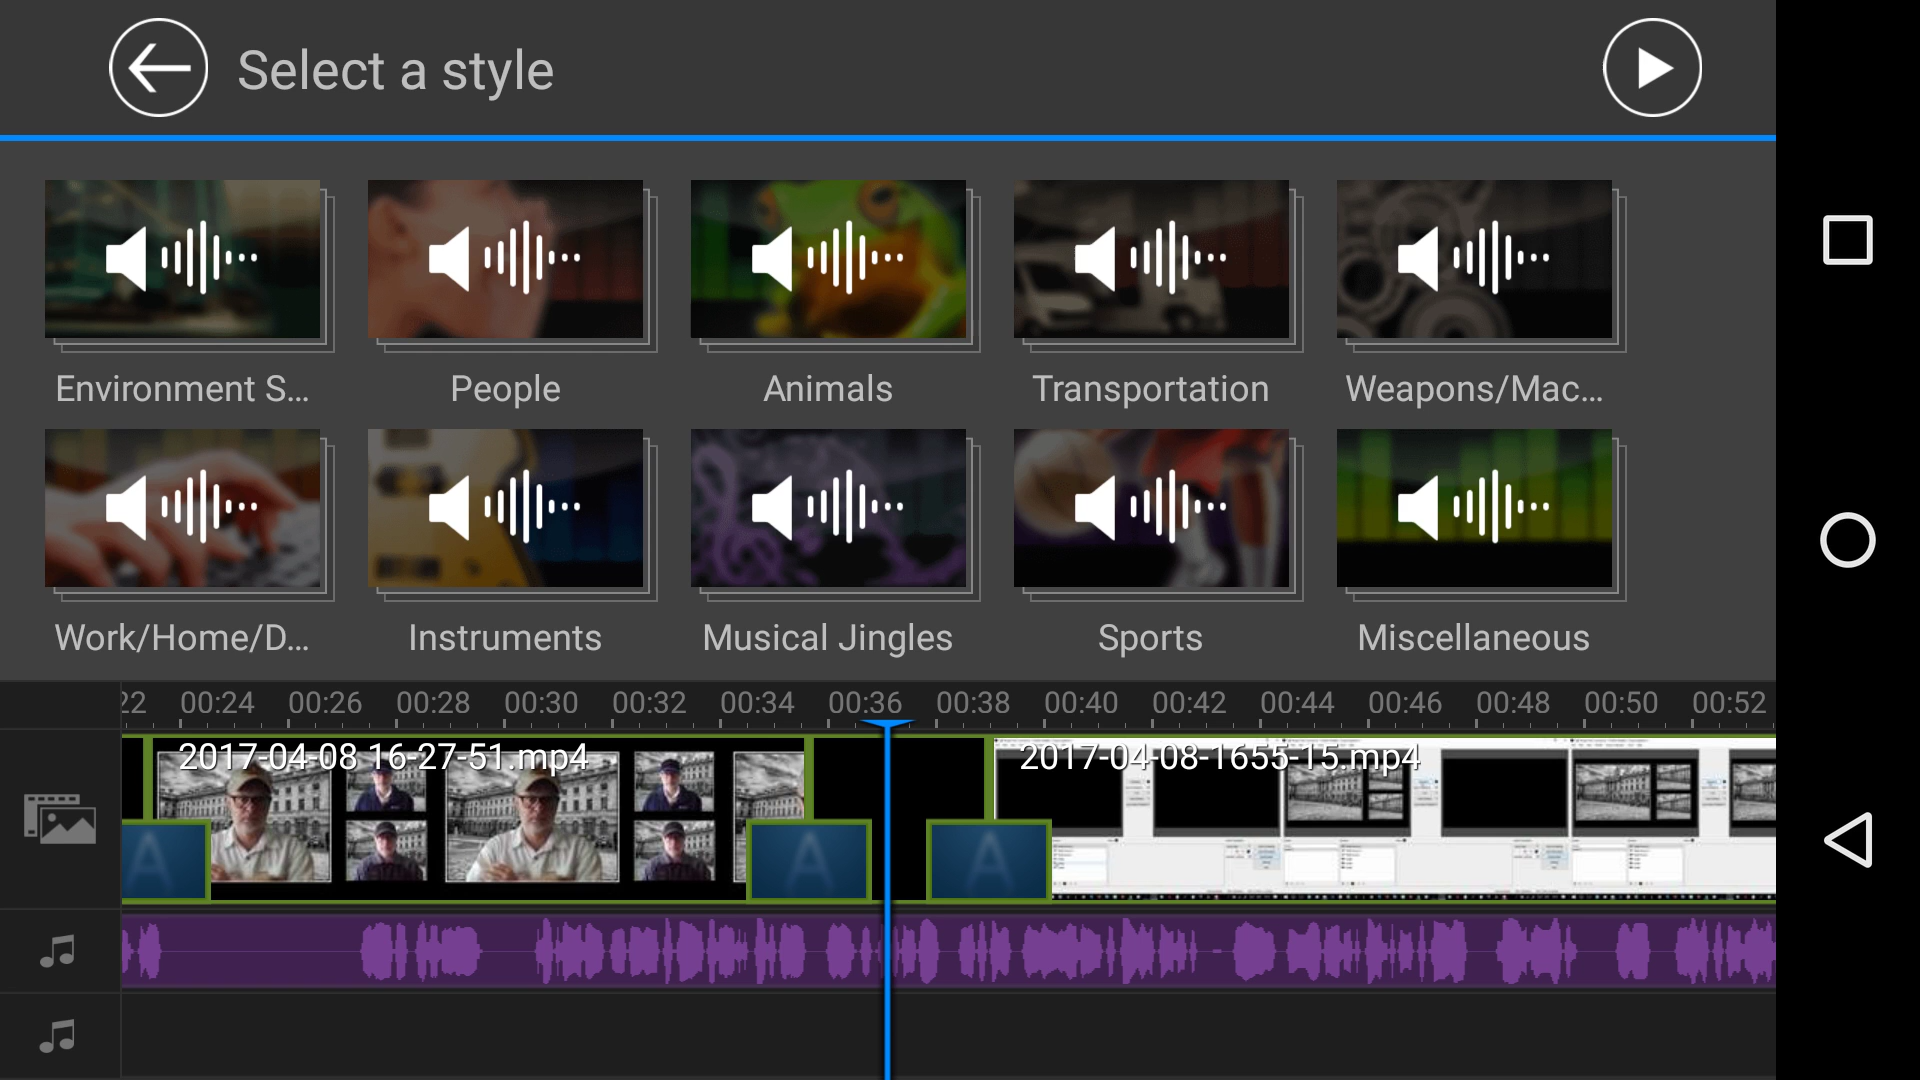 Select a style
Environment S...
People
Animals
Transportation
Weapons/Mac...
Work/Home/D...
Instruments
Musical Jingles
Sports
Miscellaneous
22 00:24 00:26 00:28 00:30 00:32 00:34 00:36 00:38 00:40 00:42 00:44 00:46 00:48 00:50 00:52
2017-04-08 16-27-51.mp4
2017-04-08-1655-15.mp4
A
A
A